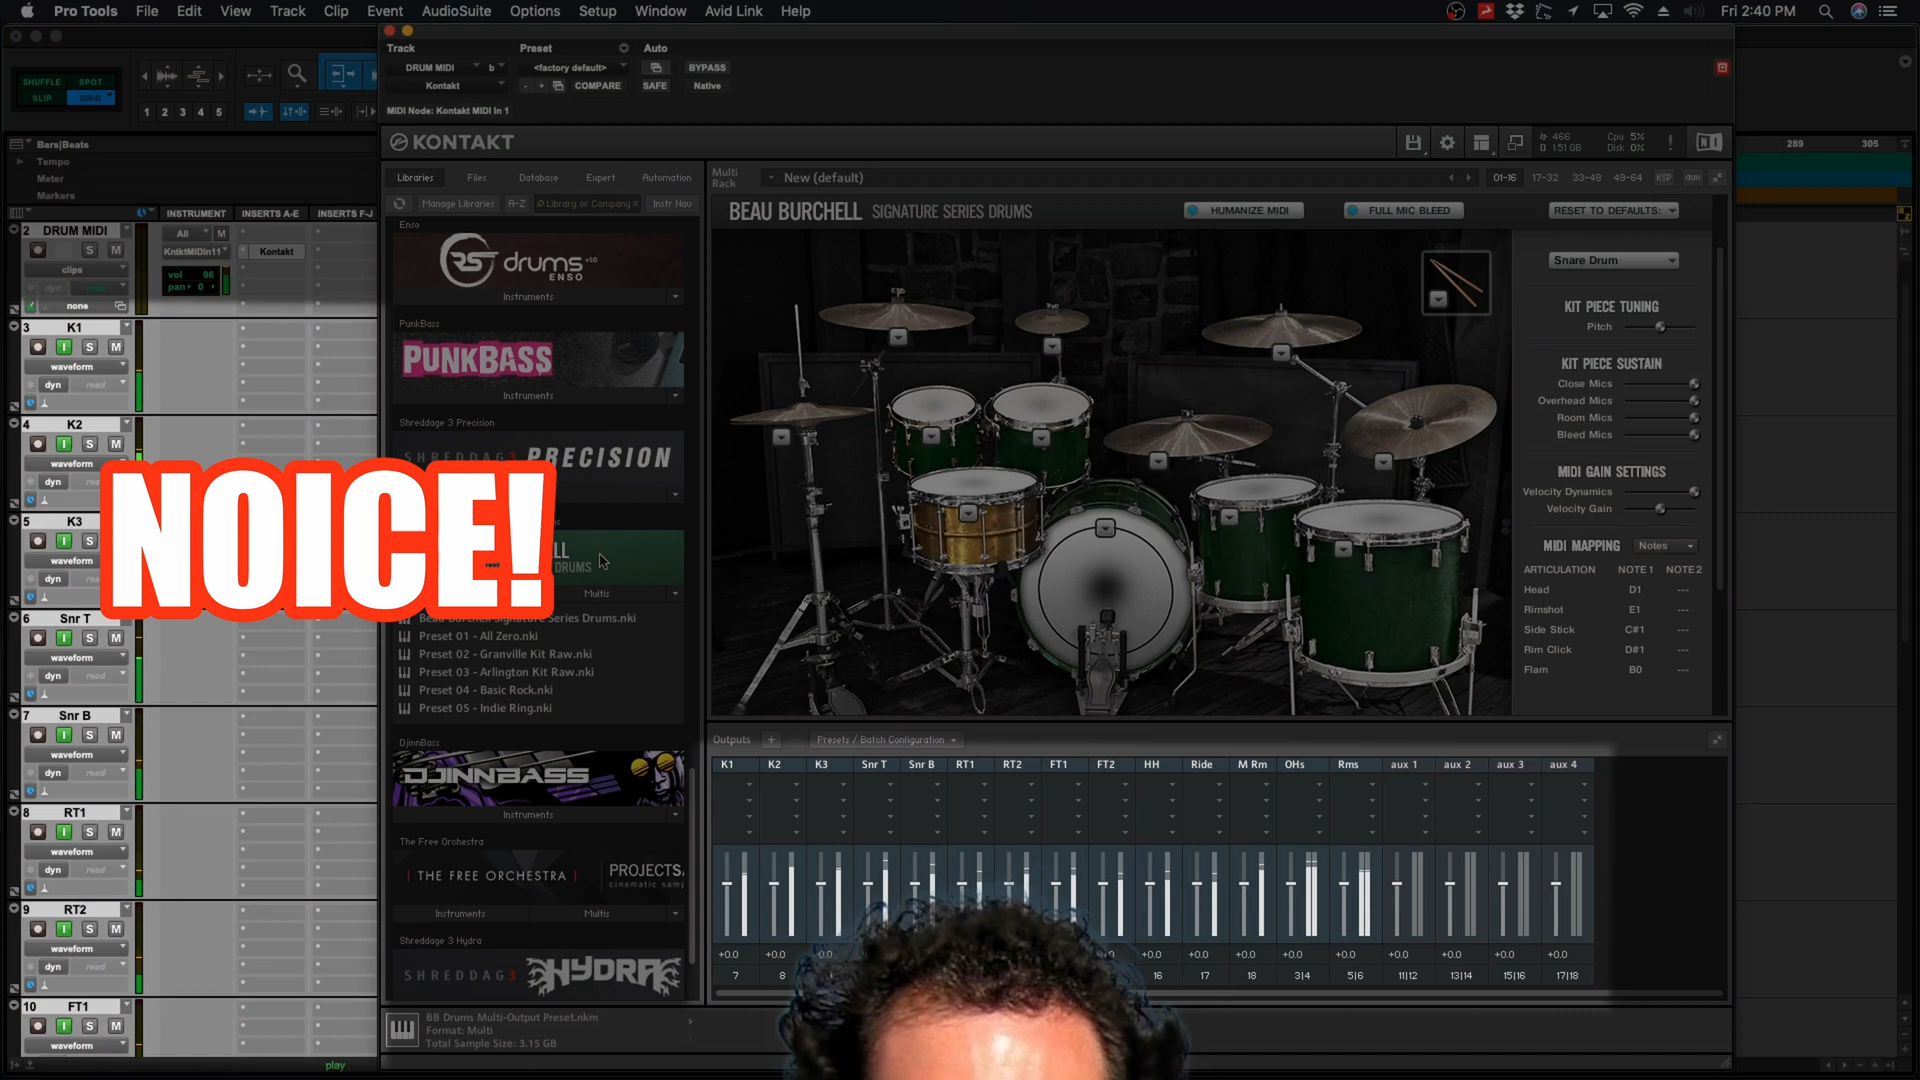 Pro Tools File Edit View Track Clip Event AudioSuite Options Setup Window Avid Link Help
Fri 2:40 PM
Track Preset Auto
DRUM MIDI b <factory default> BYPASS
Kontakt - + COMPARE SAFE Native
MIDI Node: Kontakt MIDI In 1
SHUFFLE SPOT
SLIP GRID
1 2 3 4 5
Bars|Beats
Tempo
Meter
Markers
289 305
INSTRUMENT INSERTS A-E INSERTS F-J
2 DRUM MIDI
S M
clips
dyn read
none
All M
KntktMIDIn11
vol 96
pan 0
Kontakt
3 K1
I S M
waveform
dyn read
4 K2
I S M
waveform
dyn read
5 K3
I S M
waveform
dyn
6 Snr T
I S M
waveform
dyn read
7 Snr B
I S M
waveform
dyn read
8 RT1
I S M
waveform
dyn read
9 RT2
I S M
waveform
dyn read
10 FT1
I S M
waveform
play
NOICE!
KONTAKT
466
1.51 GB
Cpu 5%
Disk 0%
!
NI
Libraries Files Database Expert Automation
Manage Libraries A-Z Library or Company × Instr Nav
Enso
RS drums v1.0
ENSO
Instruments
PunkBass
PUNKBASS
Instruments
Shreddage 3 Precision
SHREDDAGE PRECISION
LL
DRUMS
Multis
Beau Burchell Signature Series Drums.nki
Preset 01 - All Zero.nki
Preset 02 - Granville Kit Raw.nki
Preset 03 - Arlington Kit Raw.nki
Preset 04 - Basic Rock.nki
Preset 05 - Indie Ring.nki
DjinnBass
DJINNBASS
Instruments
The Free Orchestra
| THE FREE ORCHESTRA | PROJECTSA
cinematic samp
Instruments Multis
Shreddage 3 Hydra
SHREDDAG3 HYDRA
BB Drums Multi-Output Preset.nkm
Format: Multi
Total Sample Size: 3.15 GB
Multi
Rack
New (default)
01-16 17-32 33-48 49-64 KSP aux
BEAU BURCHELL SIGNATURE SERIES DRUMS
HUMANIZE MIDI FULL MIC BLEED RESET TO DEFAULTS:
Snare Drum
KIT PIECE TUNING
Pitch
KIT PIECE SUSTAIN
Close Mics
Overhead Mics
Room Mics
Bleed Mics
MIDI GAIN SETTINGS
Velocity Dynamics
Velocity Gain
MIDI MAPPING Notes
ARTICULATION NOTE 1 NOTE 2
Head D1 ---
Rimshot E1 ---
Side Stick C#1 ---
Rim Click D#1 ---
Flam B0 ---
Outputs + Presets / Batch Configuration
K1 K2 K3 Snr T Snr B RT1 RT2 FT1 FT2 HH Ride M Rm OHs Rms aux 1 aux 2 aux 3 aux 4
+0.0 +0.0 +0.0 +0.0 +0.0 +0.0 +0.0 +0.0 +0.0 +0.0 +0.0
7 8 16 17 18 3|4 5|6 11|12 13|14 15|16 17|18